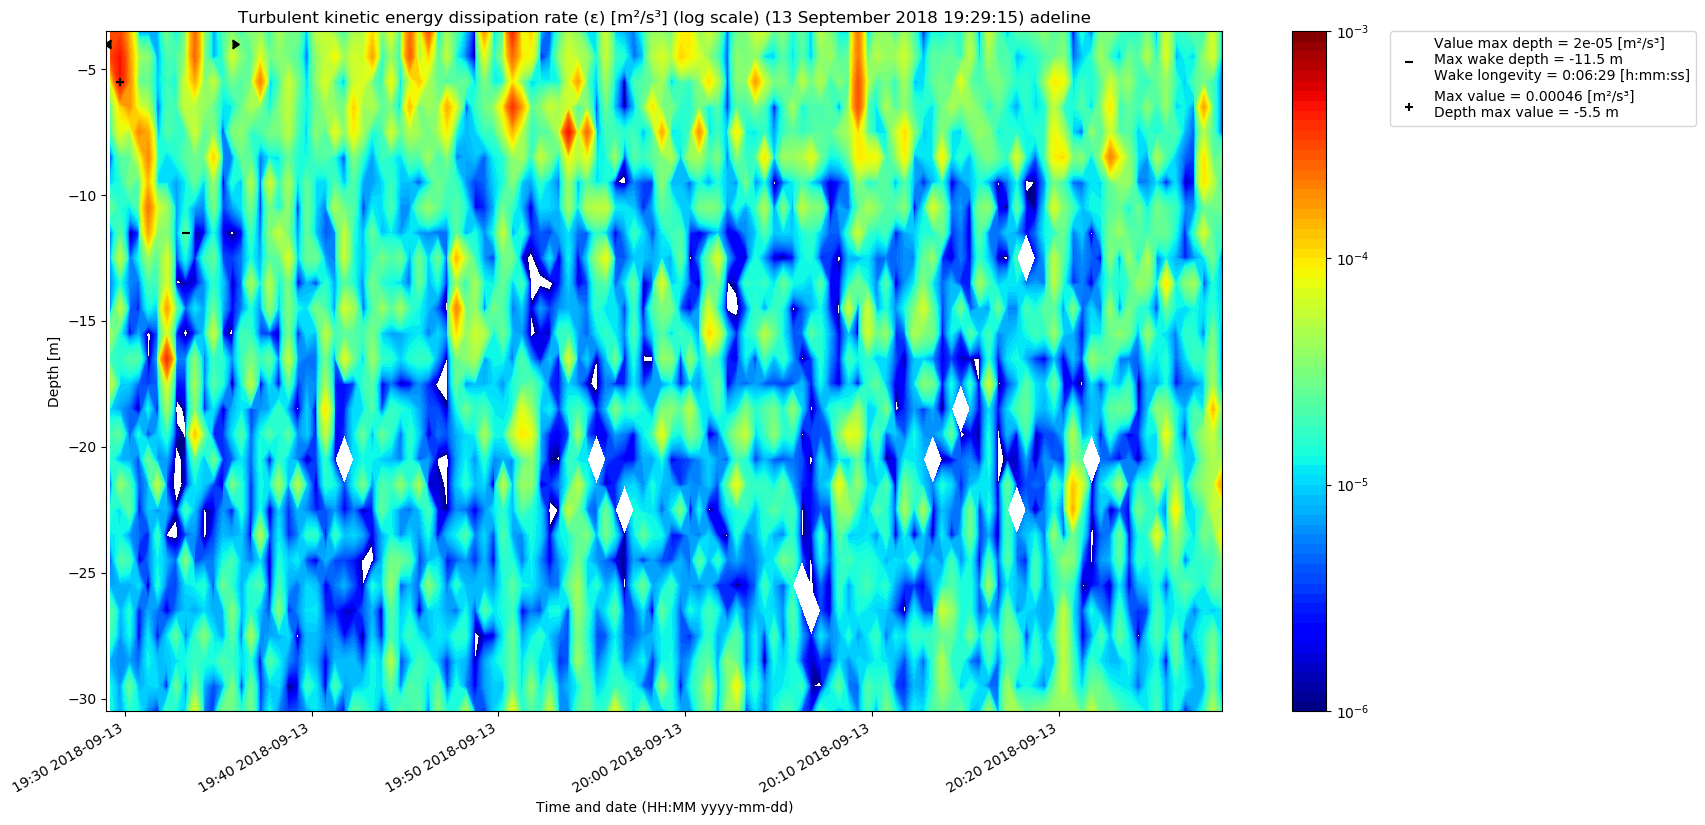 Turbulent kinetic energy dissipation rate (ε) [m²/s³] (log scale) (13 September 2018 19:29:15) adeline
Depth [m]
−5
−10
−15
−20
−25
−30
19:30 2018-09-13
19:40 2018-09-13
19:50 2018-09-13
20:00 2018-09-13
20:10 2018-09-13
20:20 2018-09-13
Time and date (HH:MM yyyy-mm-dd)
10⁻³
10⁻⁴
10⁻⁵
10⁻⁶
Value max depth = 2e-05 [m²/s³]
Max wake depth = -11.5 m
Wake longevity = 0:06:29 [h:mm:ss]
Max value = 0.00046 [m²/s³]
Depth max value = -5.5 m